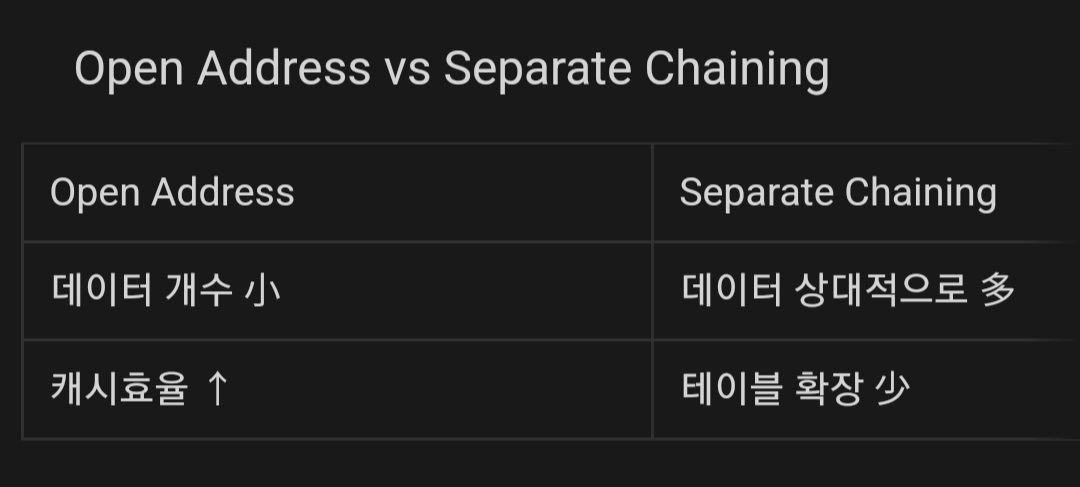 Open Address vs Separate Chaining
Open Address Separate Chaining
데이터 개수 小 데이터 상대적으로 多
캐시효율 ↑ 테이블 확장 少